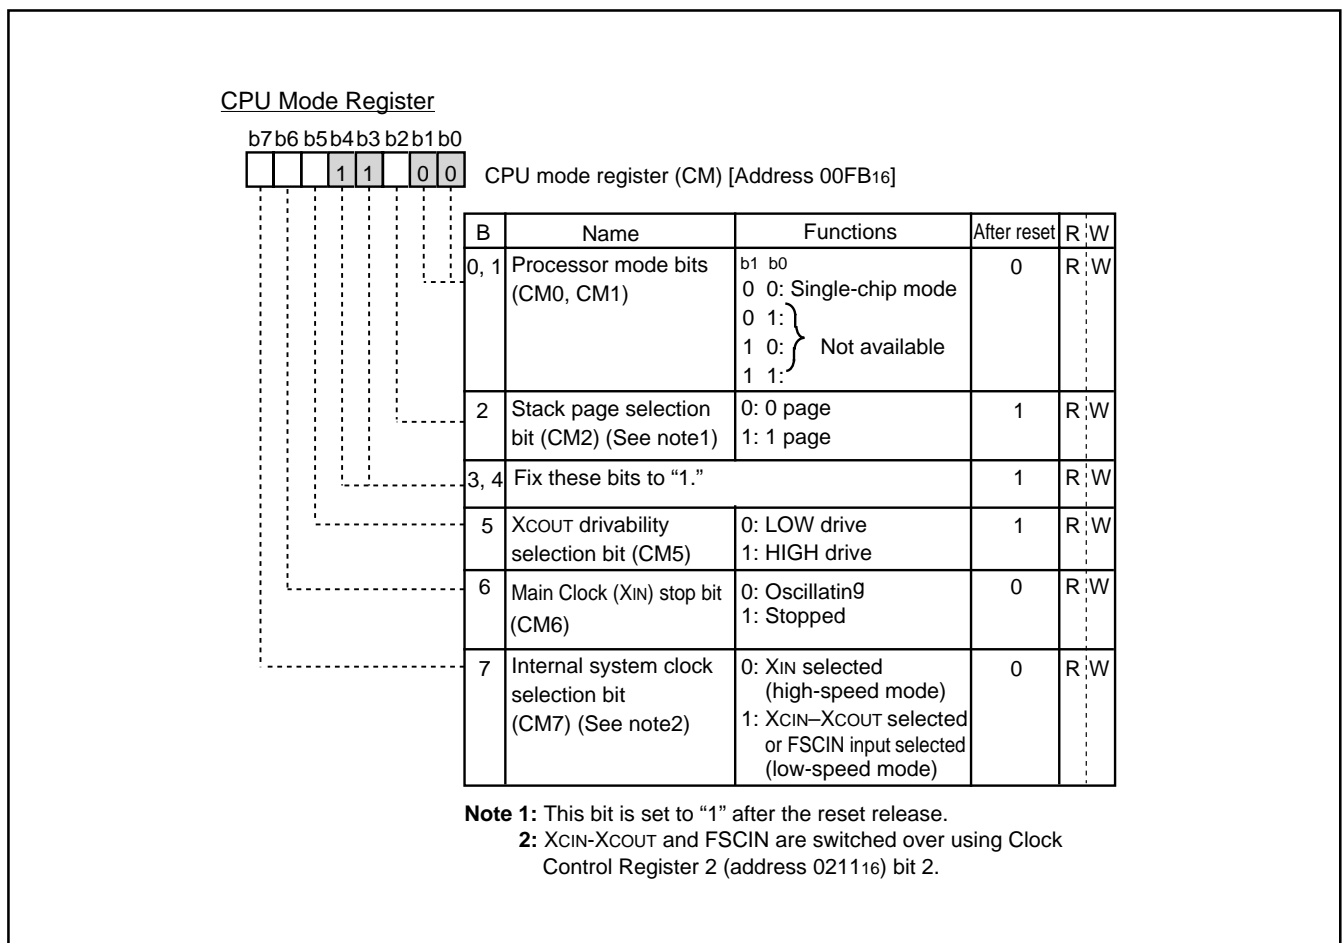 CPU Mode Register
b7 b6 b5 b4 b3 b2 b1 b0
1 1 0 0
CPU mode register (CM) [Address 00FB16]
B Name Functions After reset R W
0, 1 Processor mode bits (CM0, CM1)
b1 b0
0 0: Single-chip mode
0 1:
1 0: Not available
1 1:
0 R W
2 Stack page selection bit (CM2) (See note1)
0: 0 page
1: 1 page
1 R W
3, 4 Fix these bits to “1.” 1 R W
5 XCOUT drivability selection bit (CM5)
0: LOW drive
1: HIGH drive
1 R W
6 Main Clock (XIN) stop bit (CM6)
0: Oscillating
1: Stopped
0 R W
7 Internal system clock selection bit (CM7) (See note2)
0: XIN selected
(high-speed mode)
1: XCIN–XCOUT selected
or FSCIN input selected
(low-speed mode)
0 R W
Note 1: This bit is set to “1” after the reset release.
2: XCIN-XCOUT and FSCIN are switched over using Clock
Control Register 2 (address 021116) bit 2.